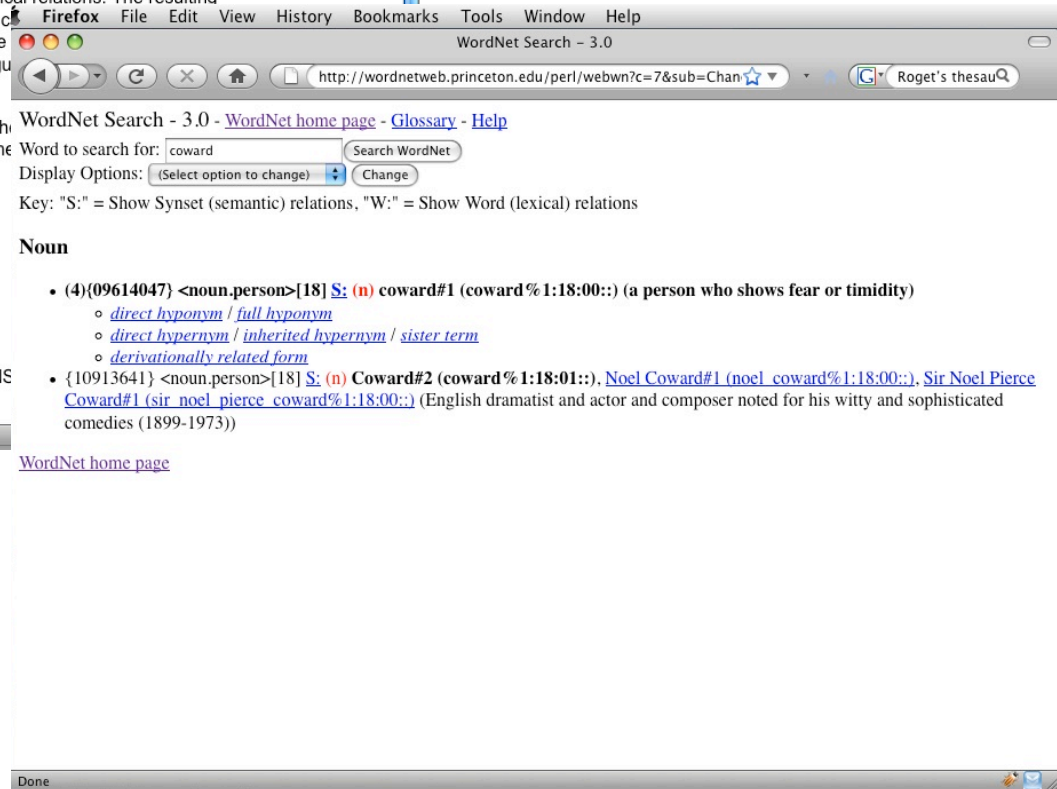 ical relations. The resulting
Firefox File Edit View History Bookmarks Tools Window Help
WordNet Search – 3.0
http://wordnetweb.princeton.edu/perl/webwn?c=7&sub=Chan
G Roget's thesau
WordNet Search - 3.0 - WordNet home page - Glossary - Help
Word to search for: coward Search WordNet
Display Options: (Select option to change) Change
Key: "S:" = Show Synset (semantic) relations, "W:" = Show Word (lexical) relations
Noun
• (4){09614047} <noun.person>[18] S: (n) coward#1 (coward%1:18:00::) (a person who shows fear or timidity)
direct hyponym / full hyponym
direct hypernym / inherited hypernym / sister term
derivationally related form
• {10913641} <noun.person>[18] S: (n) Coward#2 (coward%1:18:01::), Noel Coward#1 (noel_coward%1:18:00::), Sir Noel Pierce
Coward#1 (sir_noel_pierce_coward%1:18:00::) (English dramatist and actor and composer noted for his witty and sophisticated
comedies (1899-1973))
WordNet home page
Done